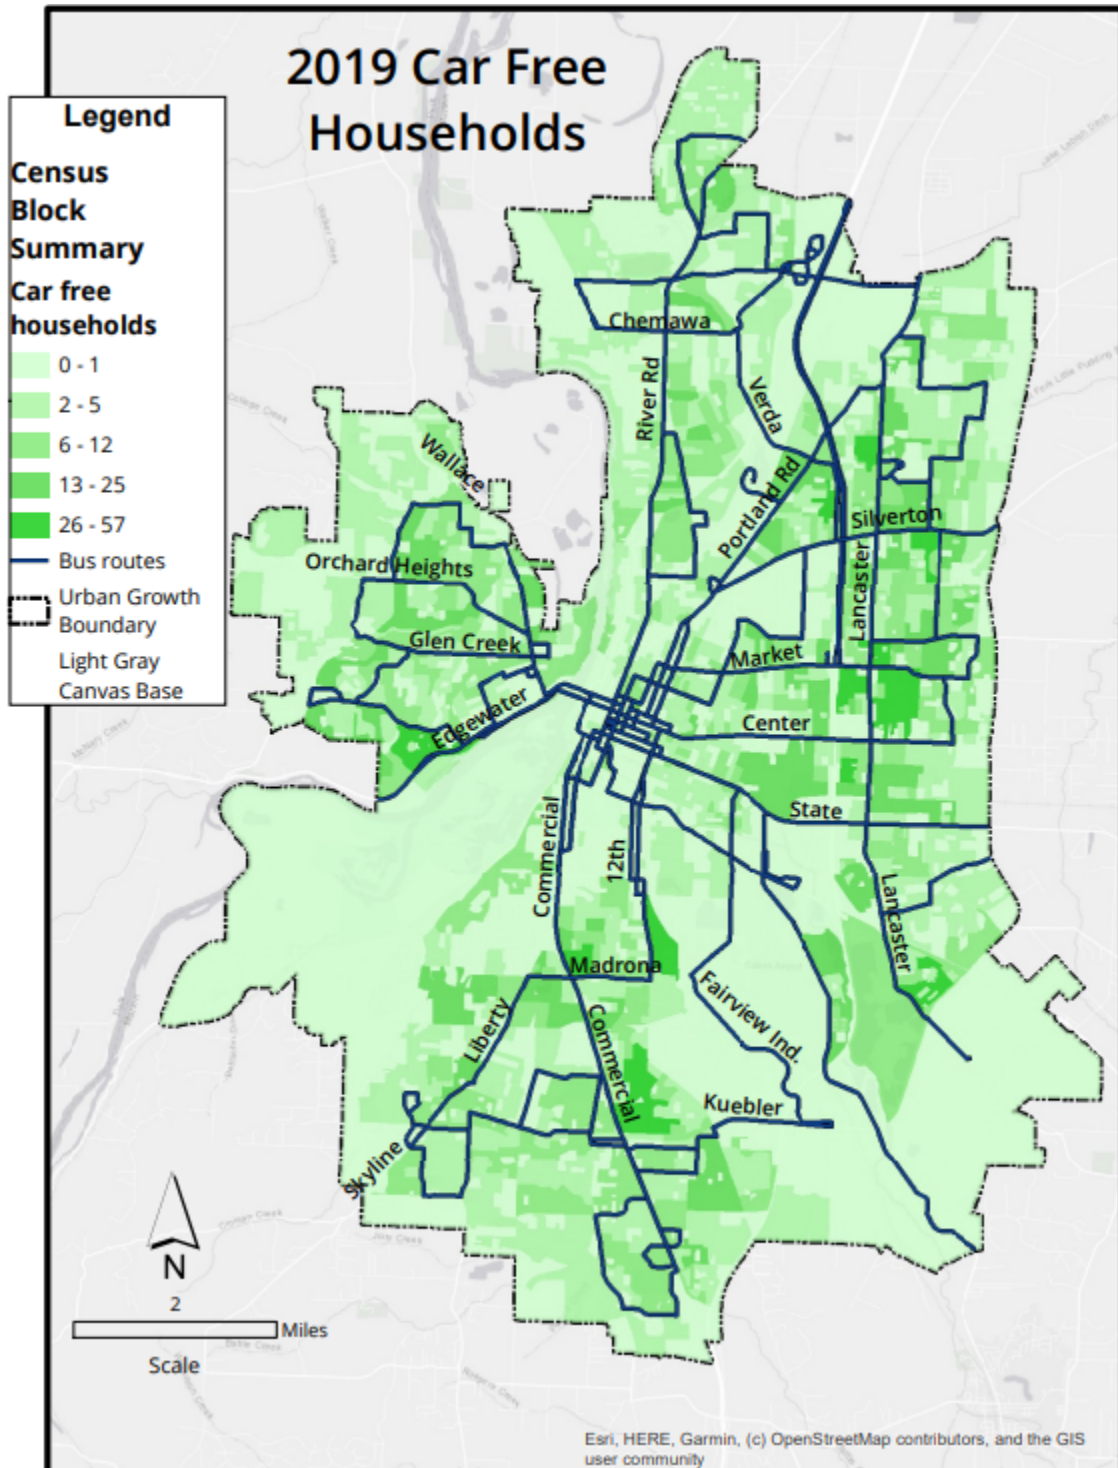 2019 Car Free
Households
Legend
Census
Block
Summary
Car free
households
0 - 1
2 - 5
6 - 12
13 - 25
26 - 57
Bus routes
Urban Growth
Boundary
Light Gray
Canvas Base
Chemawa
River Rd
Verda
Wallace
Portland Rd
Silverton
Orchard Heights
Lancaster
Glen Creek
Market
Edgewater
Center
State
Commercial
12th
Lancaster
Madrona
Fairview Ind.
Liberty
Commercial
Kuebler
Skyline
N
2
Miles
Scale
Esri, HERE, Garmin, (c) OpenStreetMap contributors, and the GIS
user community